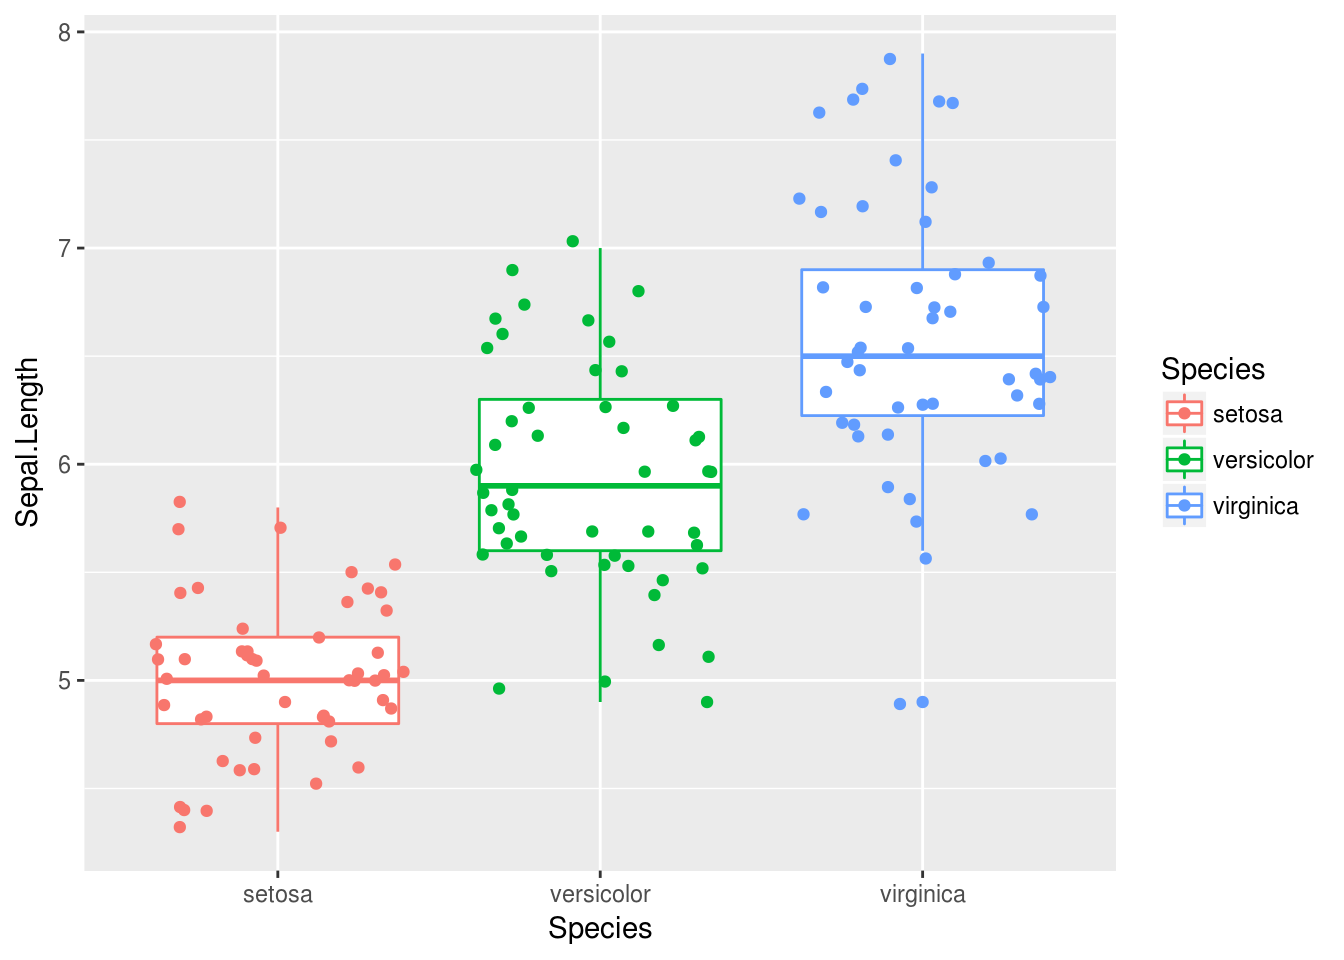 8
7
6
5
Sepal.Length
setosa
versicolor
virginica
Species
Species
setosa
versicolor
virginica